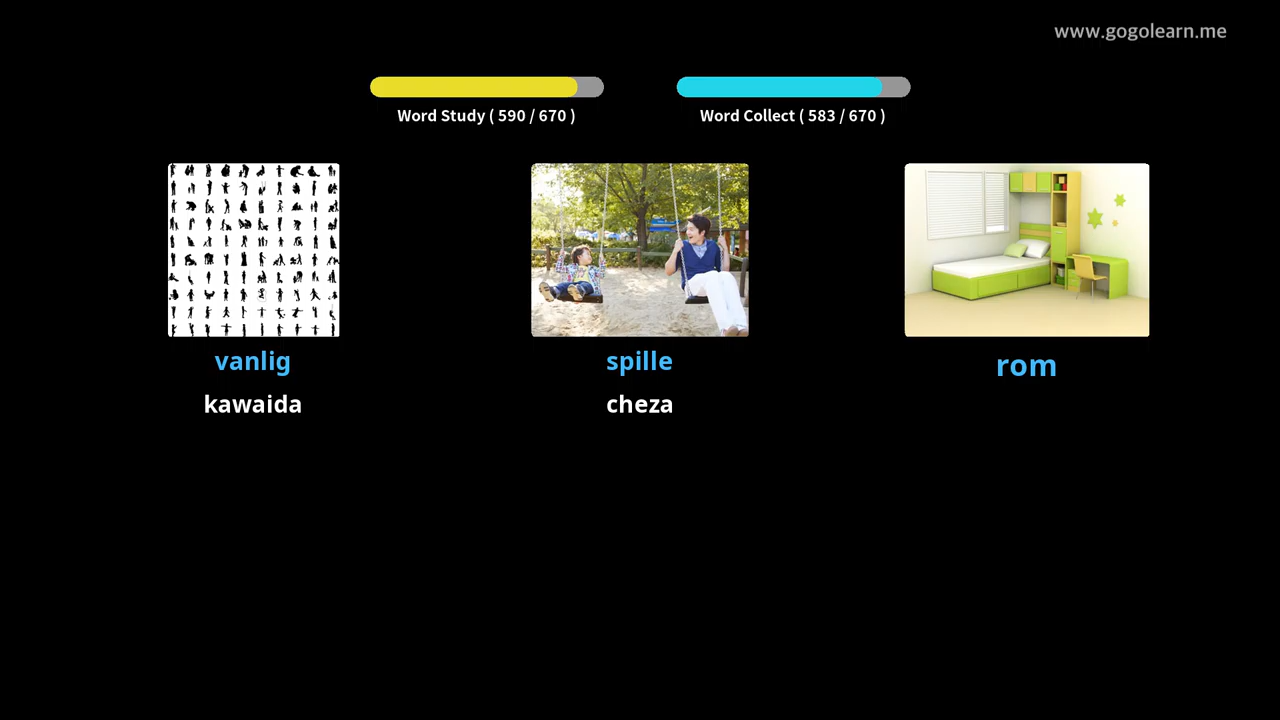 www.gogolearn.me
Word Study ( 590 / 670 )
Word Collect ( 583 / 670 )
vanlig
spille
rom
kawaida
cheza